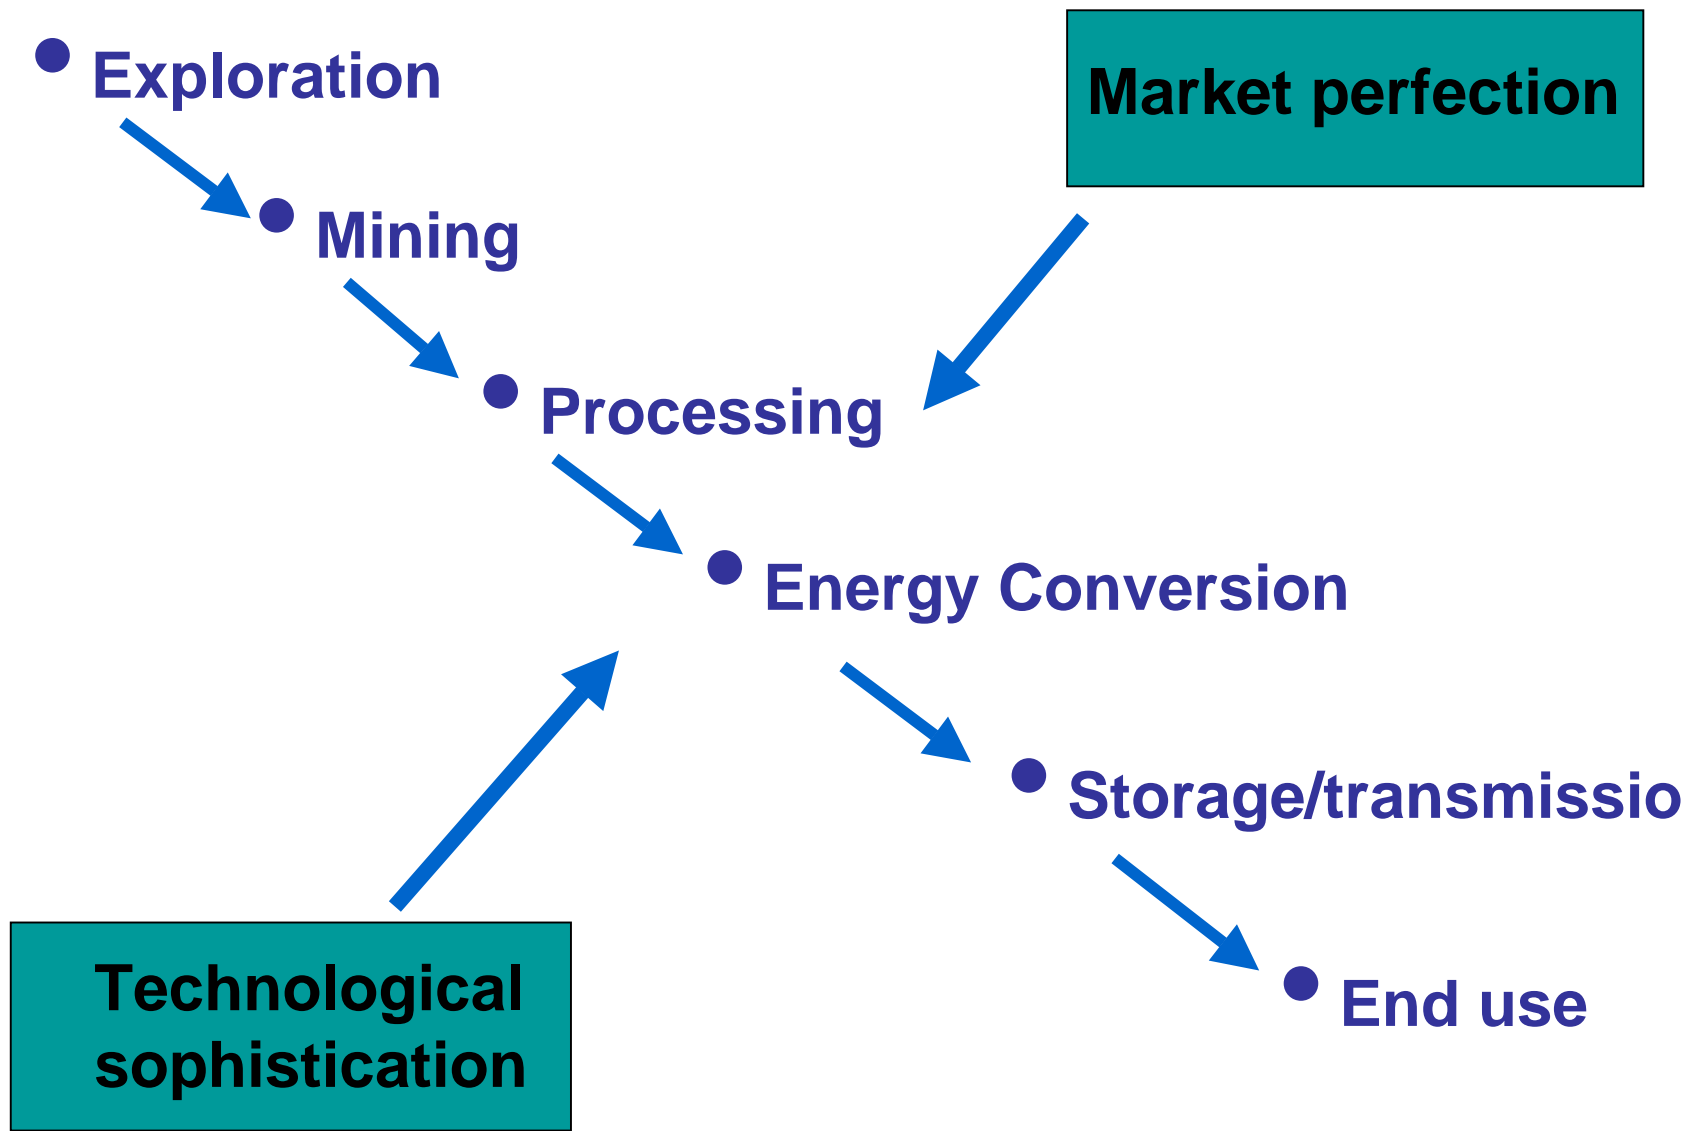 • Exploration
Market perfection
• Mining
• Processing
• Energy Conversion
• Storage/transmissio
Technological
sophistication
• End use